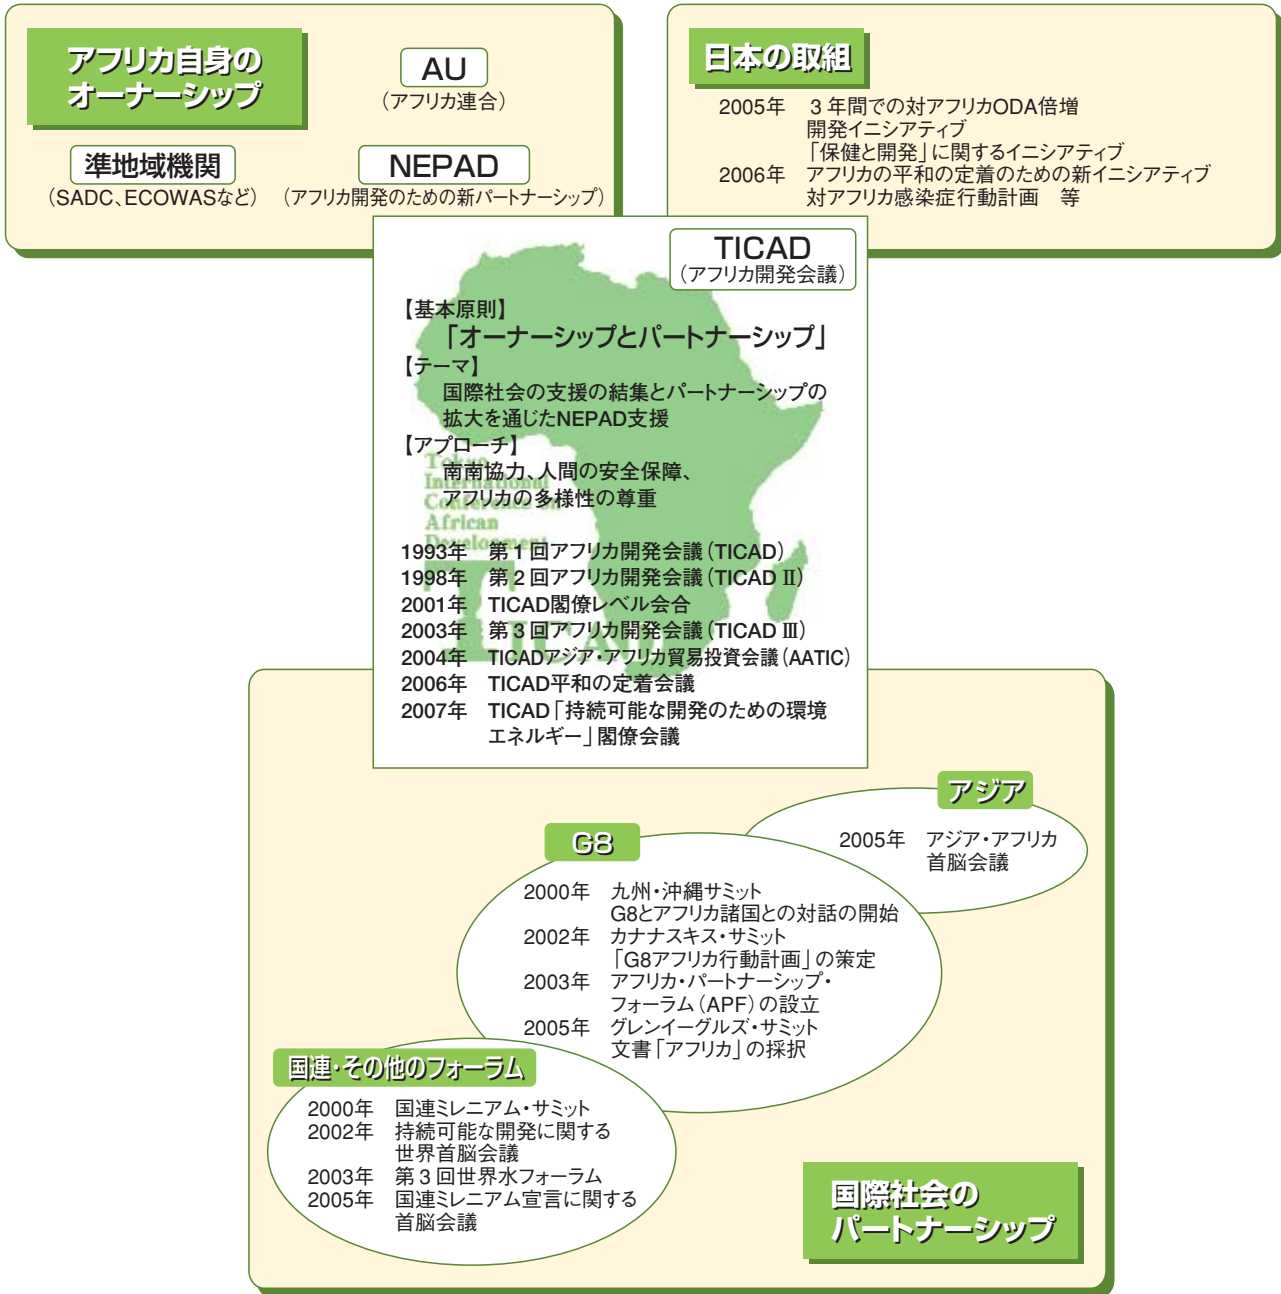 アフリカ自身の
オーナーシップ
AU
（アフリカ連合）
準地域機関
（SADC、ECOWASなど）
NEPAD
（アフリカ開発のための新パートナーシップ）
日本の取組
2005年　３年間での対アフリカODA倍増
開発イニシアティブ
「保健と開発」に関するイニシアティブ
2006年　アフリカの平和の定着のための新イニシアティブ
対アフリカ感染症行動計画　等
TICAD
（アフリカ開発会議）
【基本原則】
「オーナーシップとパートナーシップ」
【テーマ】
国際社会の支援の結集とパートナーシップの
拡大を通じたNEPAD支援
【アプローチ】
南南協力、人間の安全保障、
アフリカの多様性の尊重
Tokyo
International
Conference on
African
Development
TICAD
1993年　第１回アフリカ開発会議（TICAD）
1998年　第２回アフリカ開発会議（TICAD Ⅱ）
2001年　TICAD閣僚レベル会合
2003年　第３回アフリカ開発会議（TICAD Ⅲ）
2004年　TICADアジア・アフリカ貿易投資会議（AATIC）
2006年　TICAD平和の定着会議
2007年　TICAD「持続可能な開発のための環境
エネルギー」閣僚会議
アジア
2005年　アジア・アフリカ
首脳会議
G8
2000年　九州・沖縄サミット
G8とアフリカ諸国との対話の開始
2002年　カナナスキス・サミット
「G8アフリカ行動計画」の策定
2003年　アフリカ・パートナーシップ・
フォーラム（APF）の設立
2005年　グレンイーグルズ・サミット
文書「アフリカ」の採択
国連・その他のフォーラム
2000年　国連ミレニアム・サミット
2002年　持続可能な開発に関する
世界首脳会議
2003年　第３回世界水フォーラム
2005年　国連ミレニアム宣言に関する
首脳会議
国際社会の
パートナーシップ